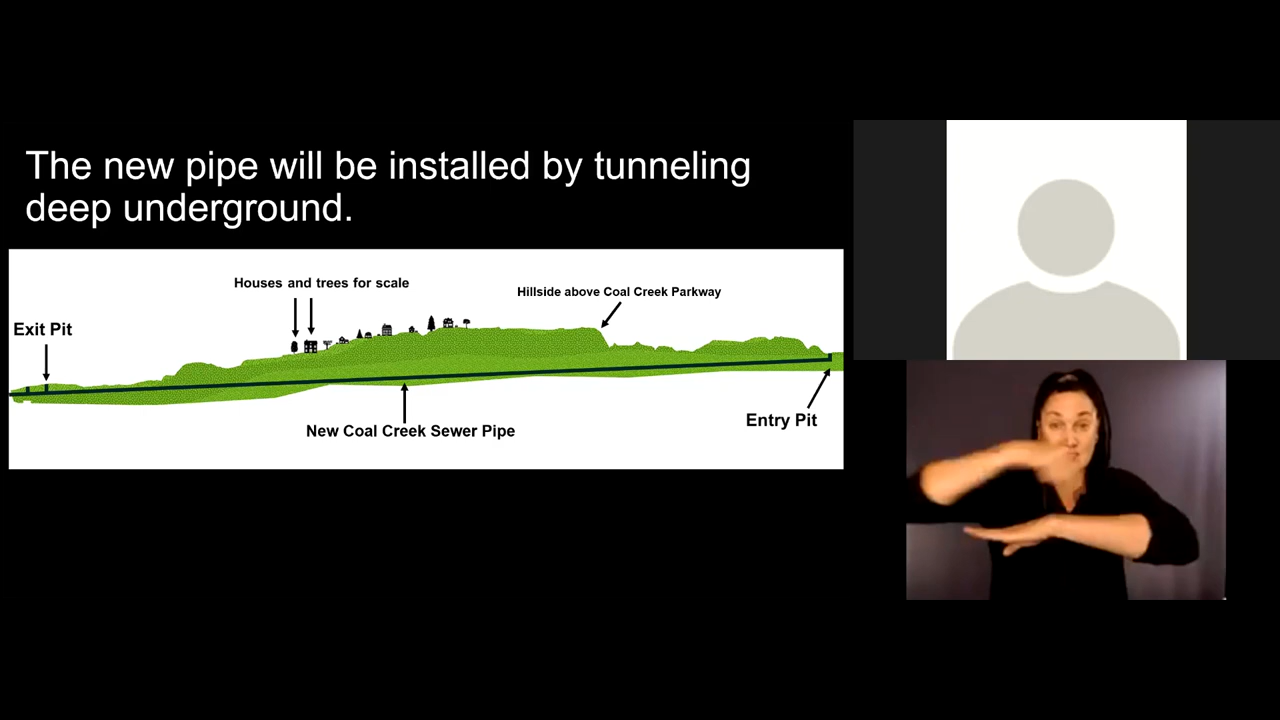 The new pipe will be installed by tunneling
deep underground.
Houses and trees for scale
Hillside above Coal Creek Parkway
Exit Pit
New Coal Creek Sewer Pipe
Entry Pit